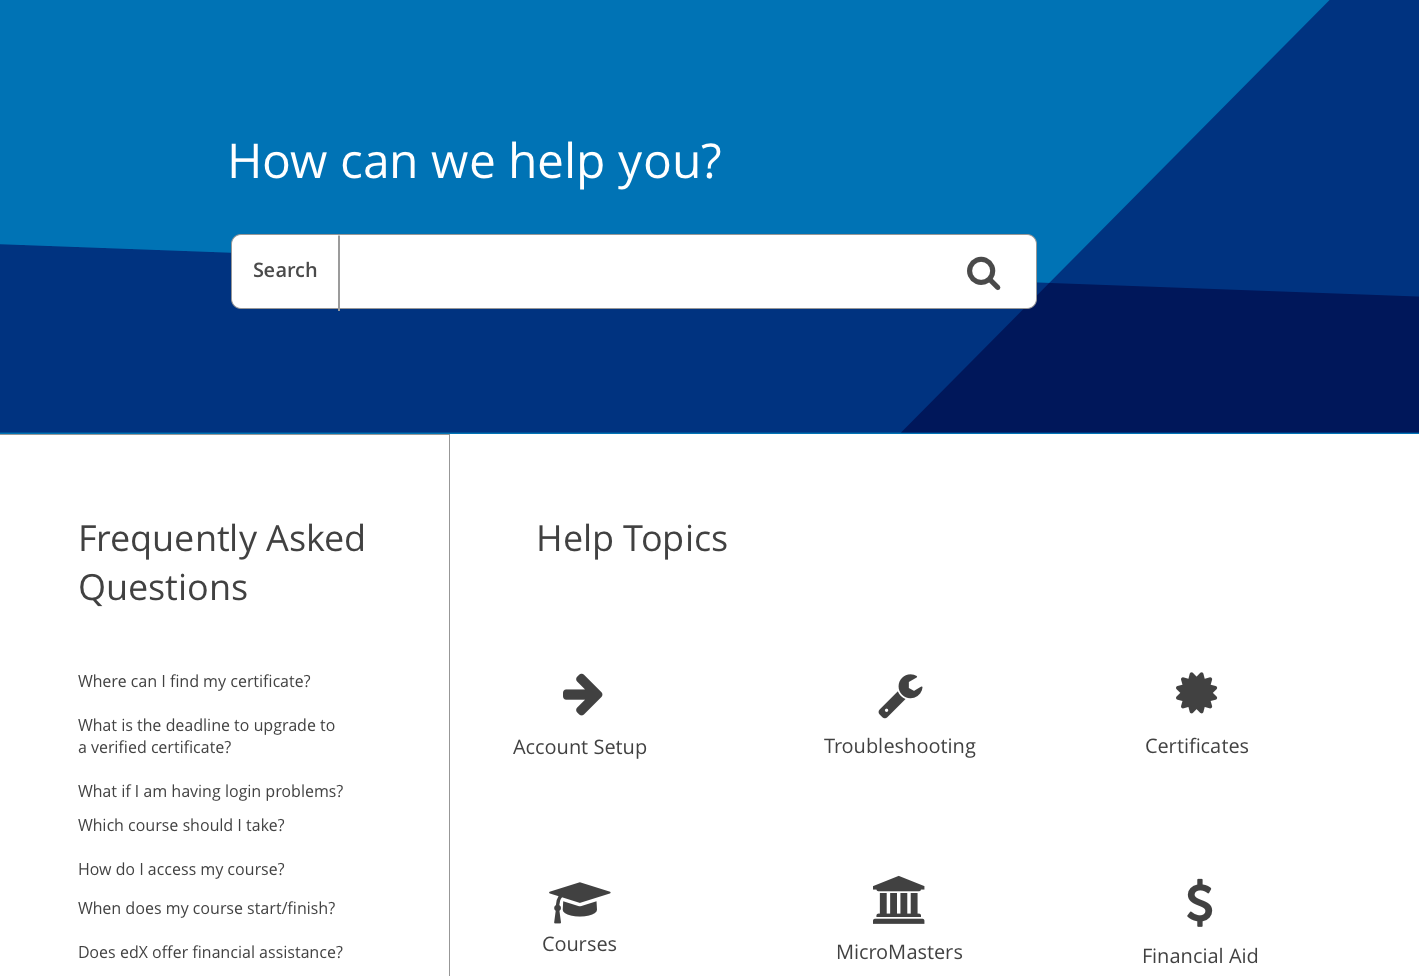 How can we help you?
Search
Frequently Asked
Questions
Where can I find my certificate?
What is the deadline to upgrade to
a verified certificate?
What if I am having login problems?
Which course should I take?
How do I access my course?
When does my course start/finish?
Does edX offer financial assistance?
Help Topics
Account Setup
Troubleshooting
Certificates
Courses
MicroMasters
Financial Aid